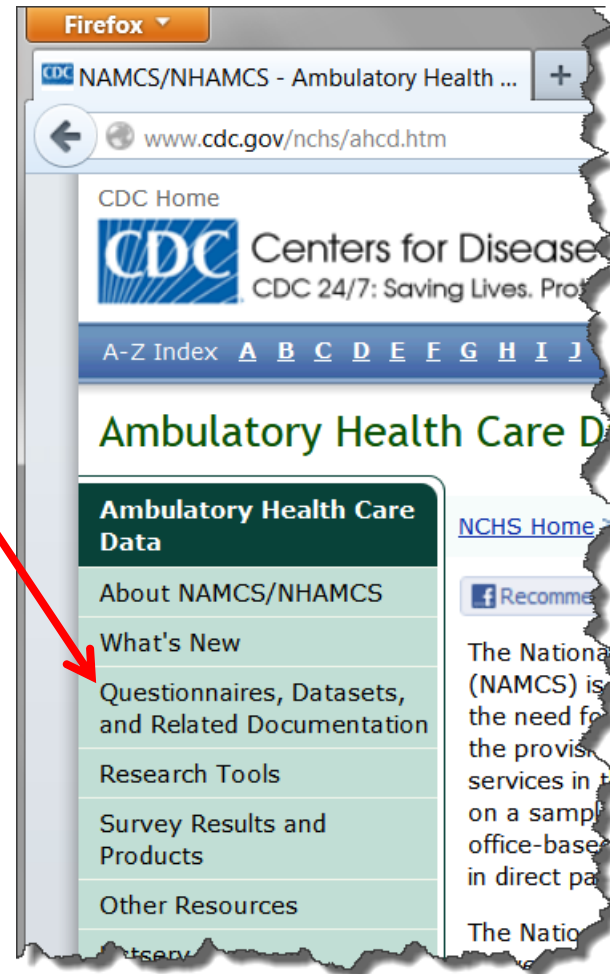 Firefox
CDC NAMCS/NHAMCS - Ambulatory Health ... +
www.cdc.gov/nchs/ahcd.htm
CDC Home
CDC Centers for Disease
CDC 24/7: Saving Lives. Pro
A-Z Index A B C D E F G H I J
Ambulatory Health Care D
Ambulatory Health Care
Data
NCHS Home >
About NAMCS/NHAMCS
f Recomme
What's New
Questionnaires, Datasets,
and Related Documentation
Research Tools
Survey Results and
Products
Other Resources
The Nationa
(NAMCS) is
the need fo
the provis
services in t
on a samp
office-base
in direct pa
The Natio